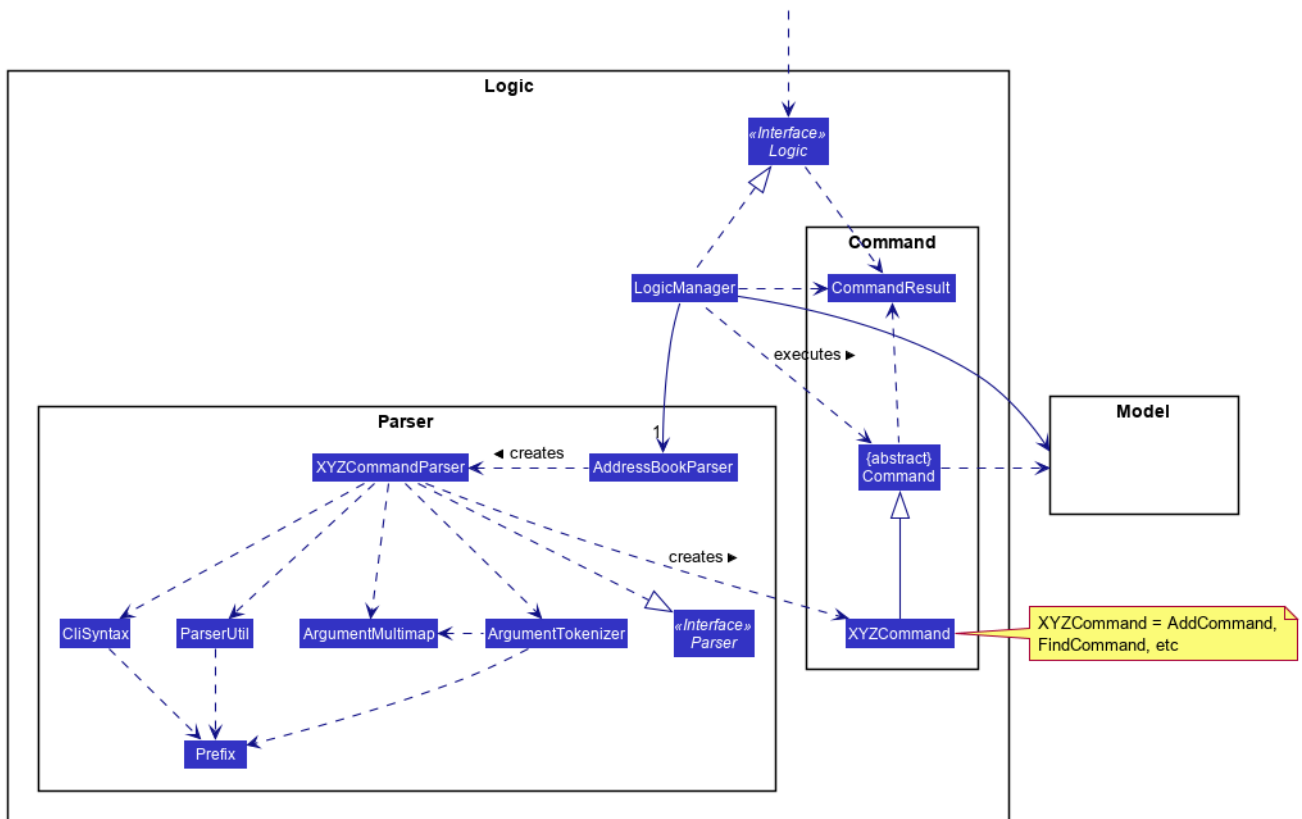 Logic
«Interface»
Logic
Command
LogicManager
CommandResult
executes ►
Model
Parser
1
{abstract}
Command
XYZCommandParser
◄ creates
AddressBookParser
creates ►
CliSyntax
ParserUtil
ArgumentMultimap
ArgumentTokenizer
«Interface»
Parser
XYZCommand
XYZCommand = AddCommand,
FindCommand, etc
Prefix